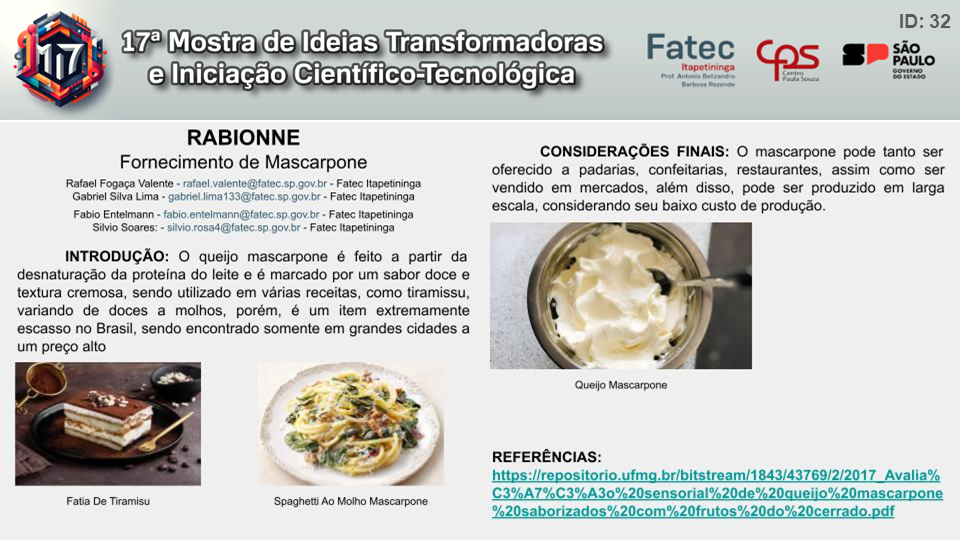 ID: 32
17
17ª Mostra de Ideias Transformadoras
e Iniciação Científico-Tecnológica
Fatec
Itapetininga
Prof. Antonio Belizandro
Barbosa Rezende
CPS
Centro
Paula Souza
SÃO PAULO
GOVERNO
DO ESTADO
RABIONNE
Fornecimento de Mascarpone
Rafael Fogaça Valente - rafael.valente@fatec.sp.gov.br - Fatec Itapetininga
Gabriel Silva Lima - gabriel.lima133@fatec.sp.gov.br - Fatec Itapetininga
Fabio Entelmann - fabio.entelmann@fatec.sp.gov.br - Fatec Itapetininga
Silvio Soares: - silvio.rosa4@fatec.sp.gov.br - Fatec Itapetininga
INTRODUÇÃO: O queijo mascarpone é feito a partir da
desnaturação da proteína do leite e é marcado por um sabor doce e
textura cremosa, sendo utilizado em várias receitas, como tiramissu,
variando de doces a molhos, porém, é um item extremamente
escasso no Brasil, sendo encontrado somente em grandes cidades a
um preço alto
Fatia De Tiramisu
Spaghetti Ao Molho Mascarpone
CONSIDERAÇÕES FINAIS: O mascarpone pode tanto ser
oferecido a padarias, confeitarias, restaurantes, assim como ser
vendido em mercados, além disso, pode ser produzido em larga
escala, considerando seu baixo custo de produção.
Queijo Mascarpone
REFERÊNCIAS:
https://repositorio.ufmg.br/bitstream/1843/43769/2/2017_Avalia%
C3%A7%C3%A3o%20sensorial%20de%20queijo%20mascarpone
%20saborizados%20com%20frutos%20do%20cerrado.pdf